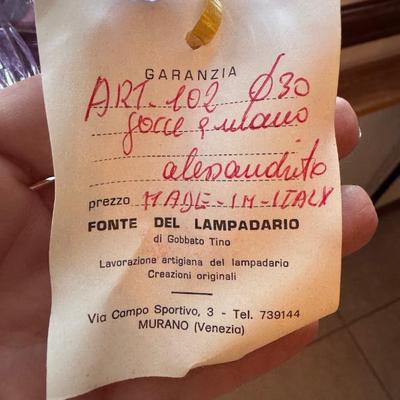 GARANZIA
ART. 102 Ø30
gocce a mano
alessandrito
prezzo MADE-IN-ITALY
FONTE DEL LAMPADARIO
di Gobbato Tino
Lavorazione artigiana del lampadario
Creazioni originali
Via Campo Sportivo, 3 - Tel. 739144
MURANO (Venezia)